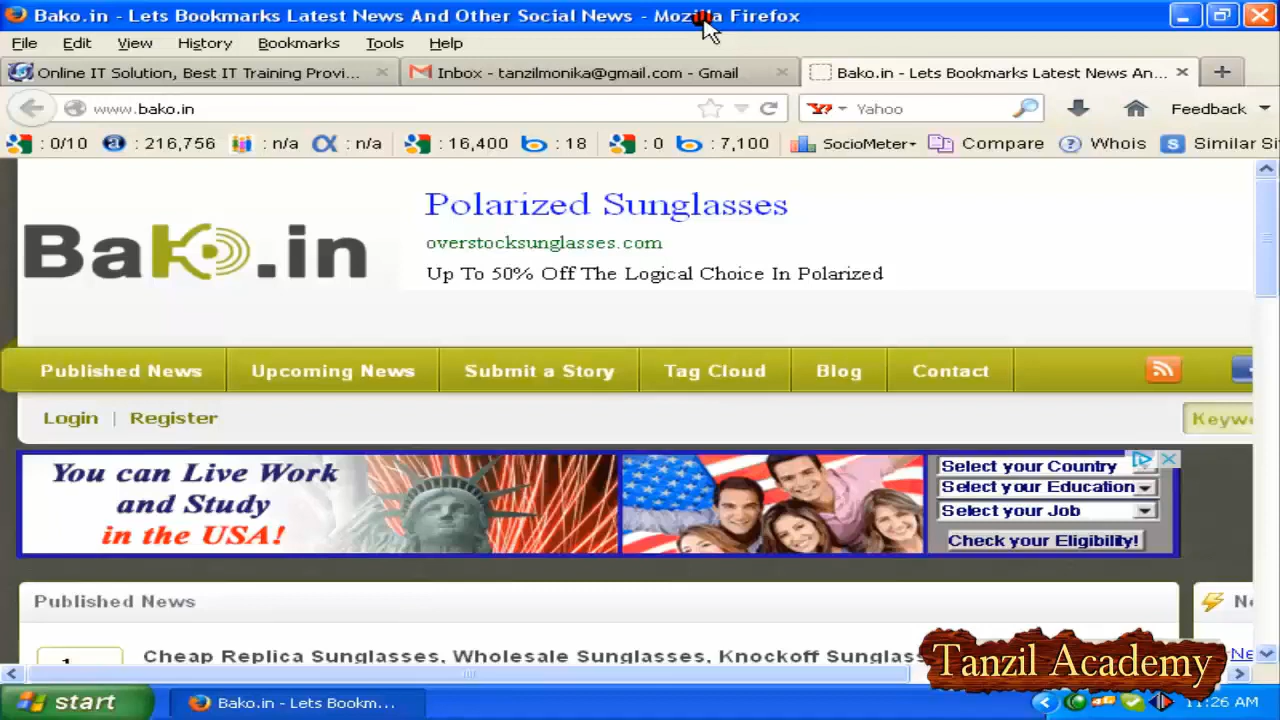 Bako.in - Lets Bookmarks Latest News And Other Social News - Mozilla Firefox
File Edit View History Bookmarks Tools Help
Online IT Solution, Best IT Training Provi...
Inbox - tanzilmonika@gmail.com - Gmail
Bako.in - Lets Bookmarks Latest News An...
www.bako.in
Yahoo
Feedback
: 0/10 : 216,756 : n/a : n/a : 16,400 : 18 : 0 : 7,100 SocioMeter Compare Whois Similar Si
Bako.in
Polarized Sunglasses
overstocksunglasses.com
Up To 50% Off The Logical Choice In Polarized
Published News Upcoming News Submit a Story Tag Cloud Blog Contact
Login | Register
Keyw
You can Live Work
and Study
in the USA!
Select your Country
Select your Education
Select your Job
Check your Eligibility!
Published News
Ne
1
Cheap Replica Sunglasses, Wholesale Sunglasses, Knockoff Sunglass
Ne
Tanzil Academy
start
Bako.in - Lets Bookm...
11:26 AM